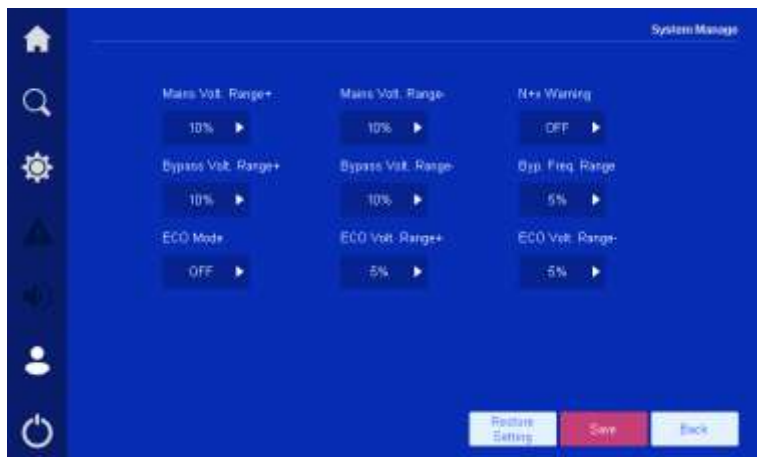 System Manage
Mains Volt. Range+ Mains Volt. Range- N+x Warning
10% 10% OFF
Bypass Volt. Range+ Bypass Volt. Range- Byp. Freq. Range
10% 10% 5%
ECO Mode ECO Volt. Range+ ECO Volt. Range-
OFF 5% 5%
Restore
Setting
Save
Back